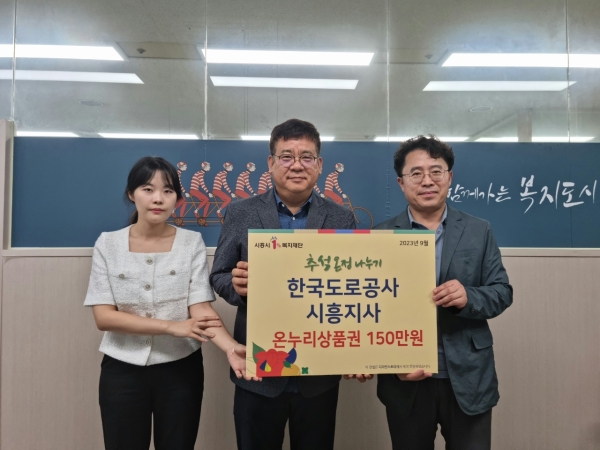 함께가는 복지도시
시흥시 1% 복지재단
2023년 9월
추석 온정 나누기
한국도로공사
시흥지사
온누리상품권 150만원